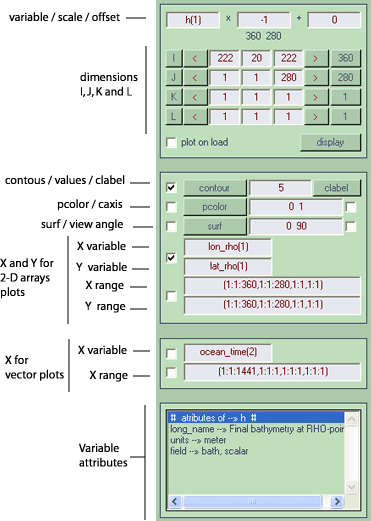 variable / scale / offset h(1) x -1 + 0
360 280
I < 222 20 222 > 360
dimensions J < 1 1 280 > 280
I, J, K and L K < 1 1 1 > 1
L < 1 1 1 > 1
plot on load display
contous / values / clabel contour 5 clabel
pcolor / caxis pcolor 0 1
surf / view angle surf 0 90
X variable lon_rho(1)
X and Y for
2-D arrays
plots
Y variable lat_rho(1)
X range (1:1:360,1:1:280,1:1,1:1)
Y range (1:1:360,1:1:280,1:1,1:1)
X for
vector plots
X variable ocean_time(2)
X range (1:1:1441,1:1:1,1:1:1,1:1:1)
Variable
attributes
# atributes of --» h #
long_name --» Final bathymetry at RHO-poin
units --» meter
field --» bath, scalar